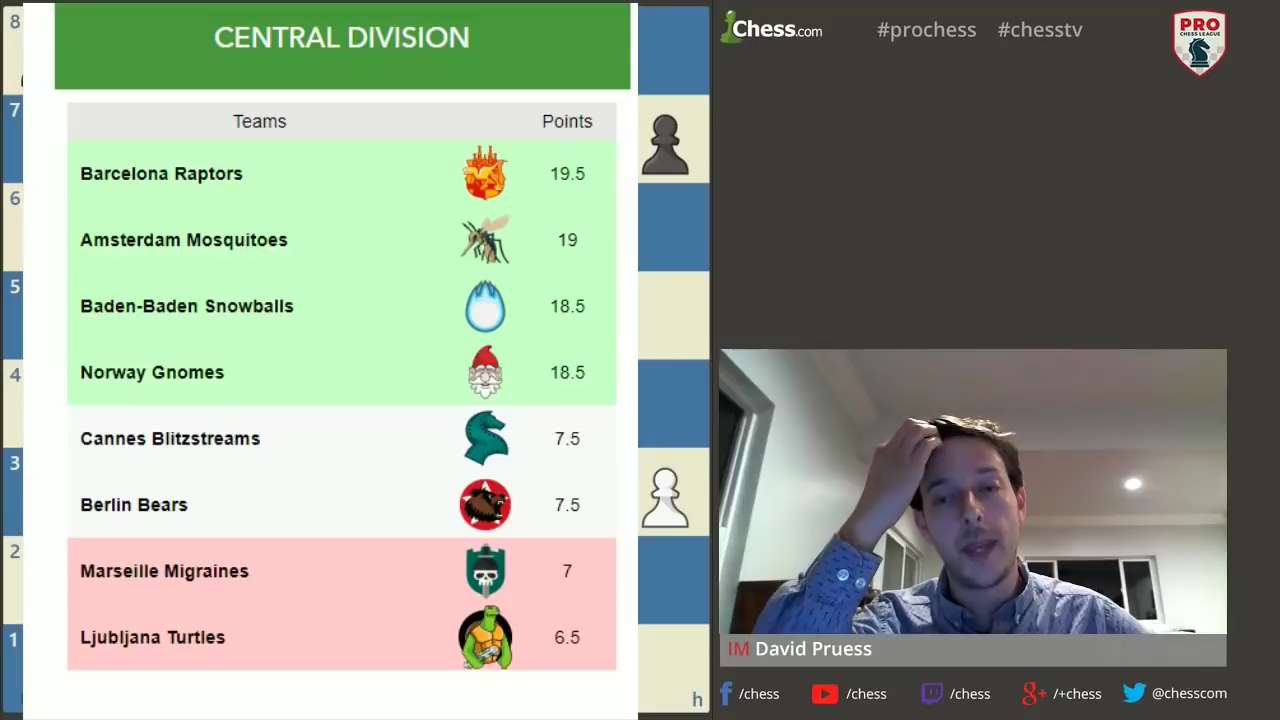 8
7
6
5
4
3
2
1
h
CENTRAL DIVISION
Teams Points
Barcelona Raptors 19.5
Amsterdam Mosquitoes 19
Baden-Baden Snowballs 18.5
Norway Gnomes 18.5
Cannes Blitzstreams 7.5
Berlin Bears 7.5
Marseille Migraines 7
Ljubljana Turtles 6.5
Chess.com #prochess #chesstv
PRO
CHESS LEAGUE
IM David Pruess
/chess /chess /chess /+chess @chesscom